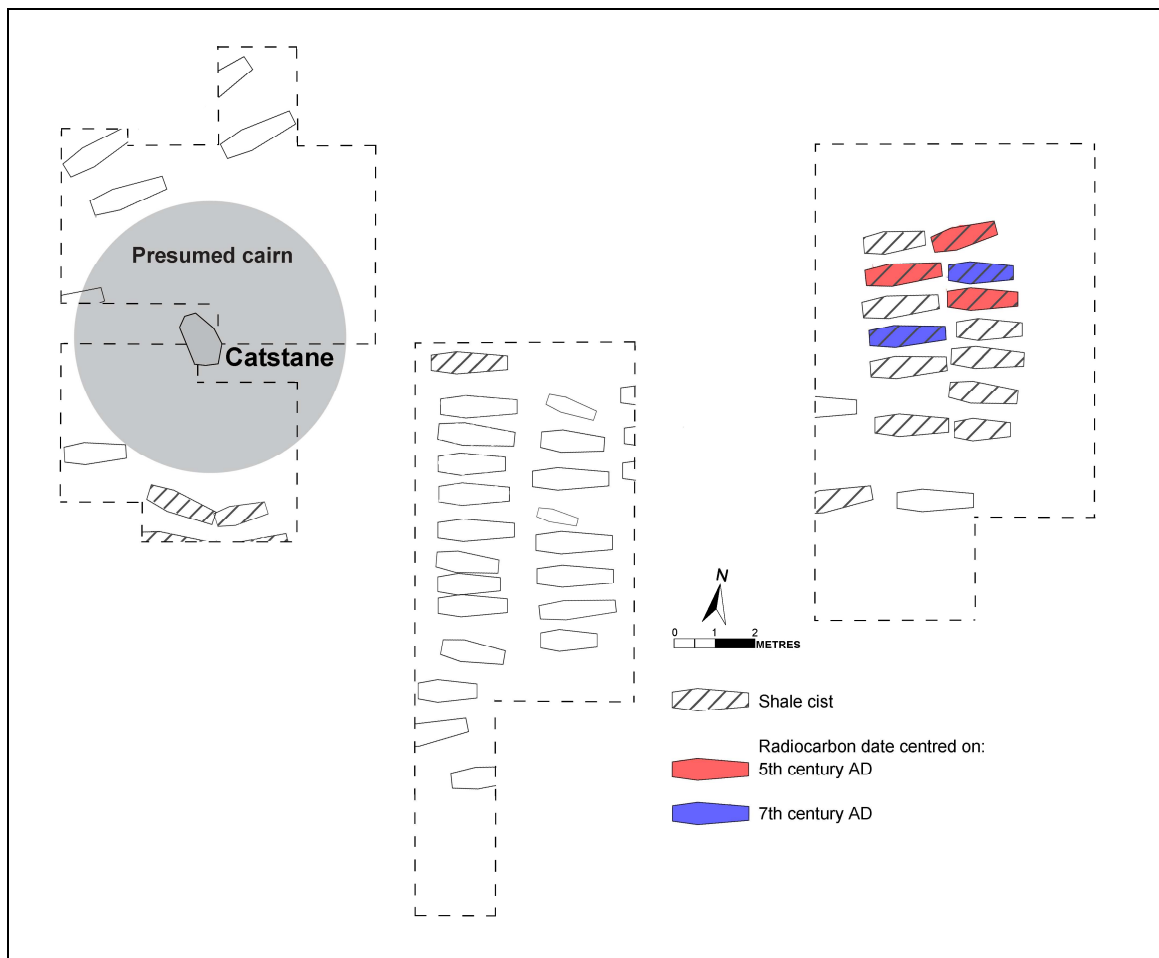 Presumed cairn
Catstane
N
0 1 2
METRES
Shale cist
Radiocarbon date centred on:
5th century AD
7th century AD